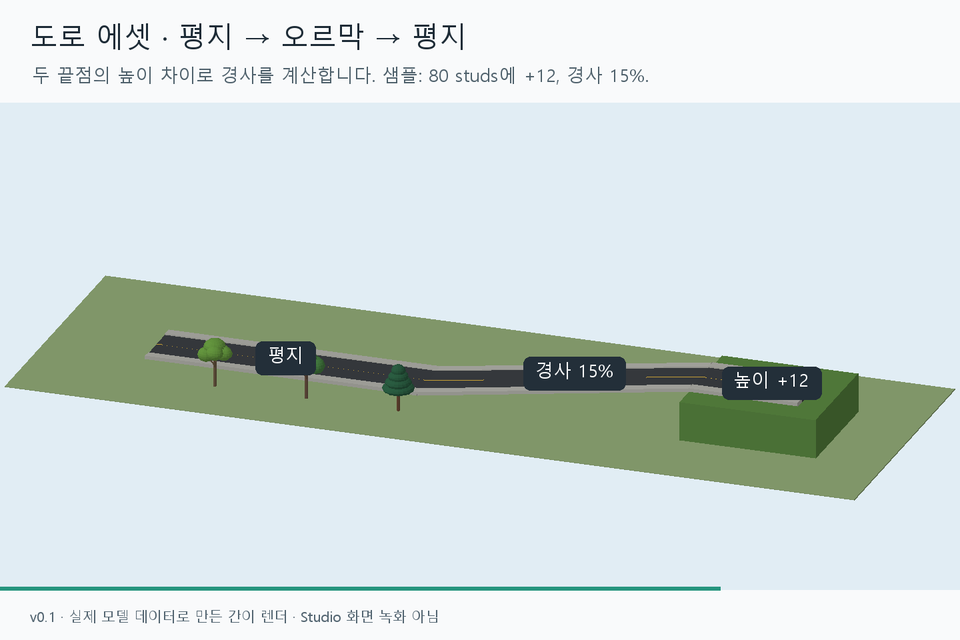 도로 에셋 · 평지 → 오르막 → 평지
두 끝점의 높이 차이로 경사를 계산합니다. 샘플: 80 studs에 +12, 경사 15%.
평지
경사 15%
높이 +12
v0.1 · 실제 모델 데이터로 만든 간이 렌더 · Studio 화면 녹화 아님